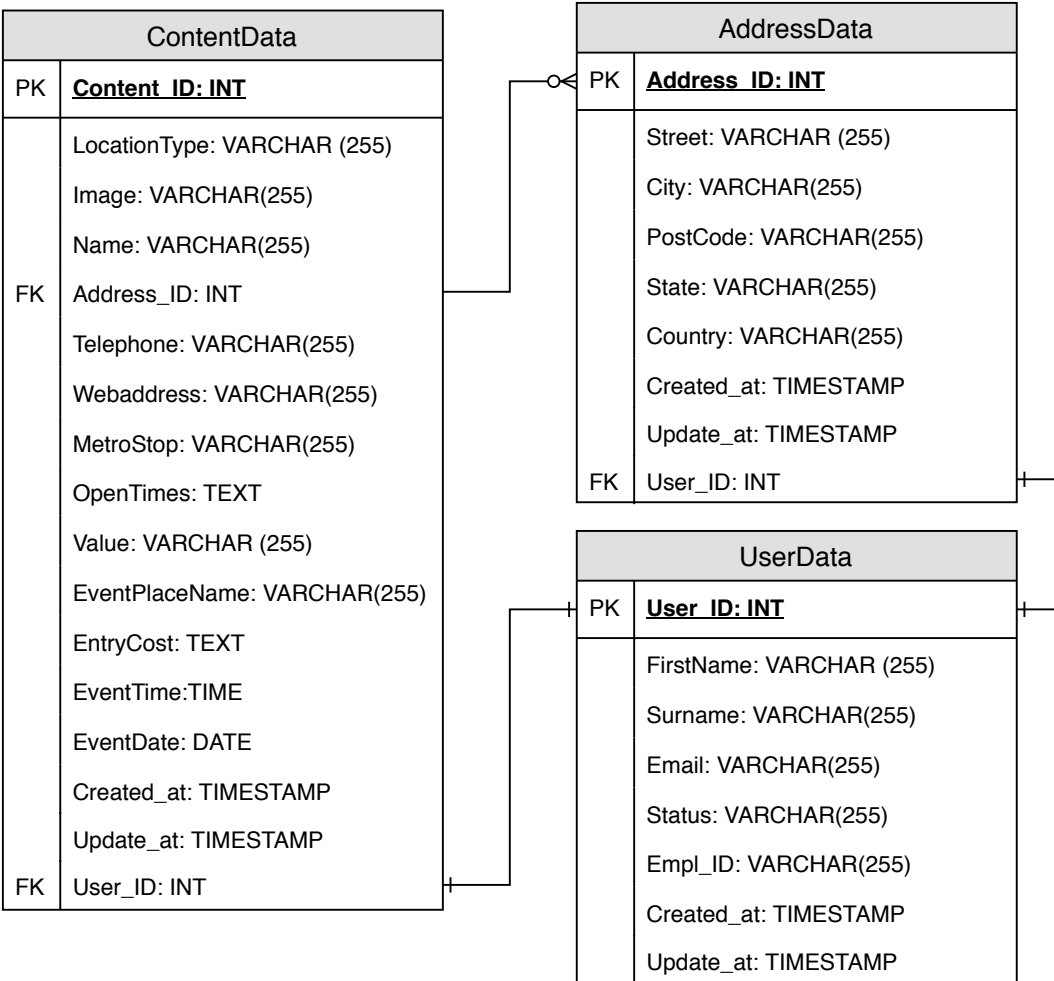 ContentData
PK Content_ID: INT
LocationType: VARCHAR (255)
Image: VARCHAR(255)
Name: VARCHAR(255)
FK Address_ID: INT
Telephone: VARCHAR(255)
Webaddress: VARCHAR(255)
MetroStop: VARCHAR(255)
OpenTimes: TEXT
Value: VARCHAR (255)
EventPlaceName: VARCHAR(255)
EntryCost: TEXT
EventTime:TIME
EventDate: DATE
Created_at: TIMESTAMP
Update_at: TIMESTAMP
FK User_ID: INT
AddressData
PK Address_ID: INT
Street: VARCHAR (255)
City: VARCHAR(255)
PostCode: VARCHAR(255)
State: VARCHAR(255)
Country: VARCHAR(255)
Created_at: TIMESTAMP
Update_at: TIMESTAMP
FK User_ID: INT
UserData
PK User_ID: INT
FirstName: VARCHAR (255)
Surname: VARCHAR(255)
Email: VARCHAR(255)
Status: VARCHAR(255)
Empl_ID: VARCHAR(255)
Created_at: TIMESTAMP
Update_at: TIMESTAMP